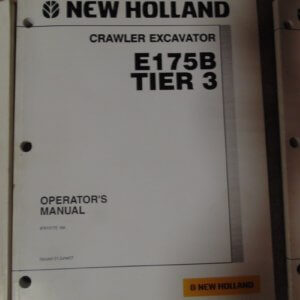 NEW HOLLAND
CRAWLER EXCAVATOR
E175B
TIER 3
OPERATOR'S
MANUAL
NEW HOLLAND